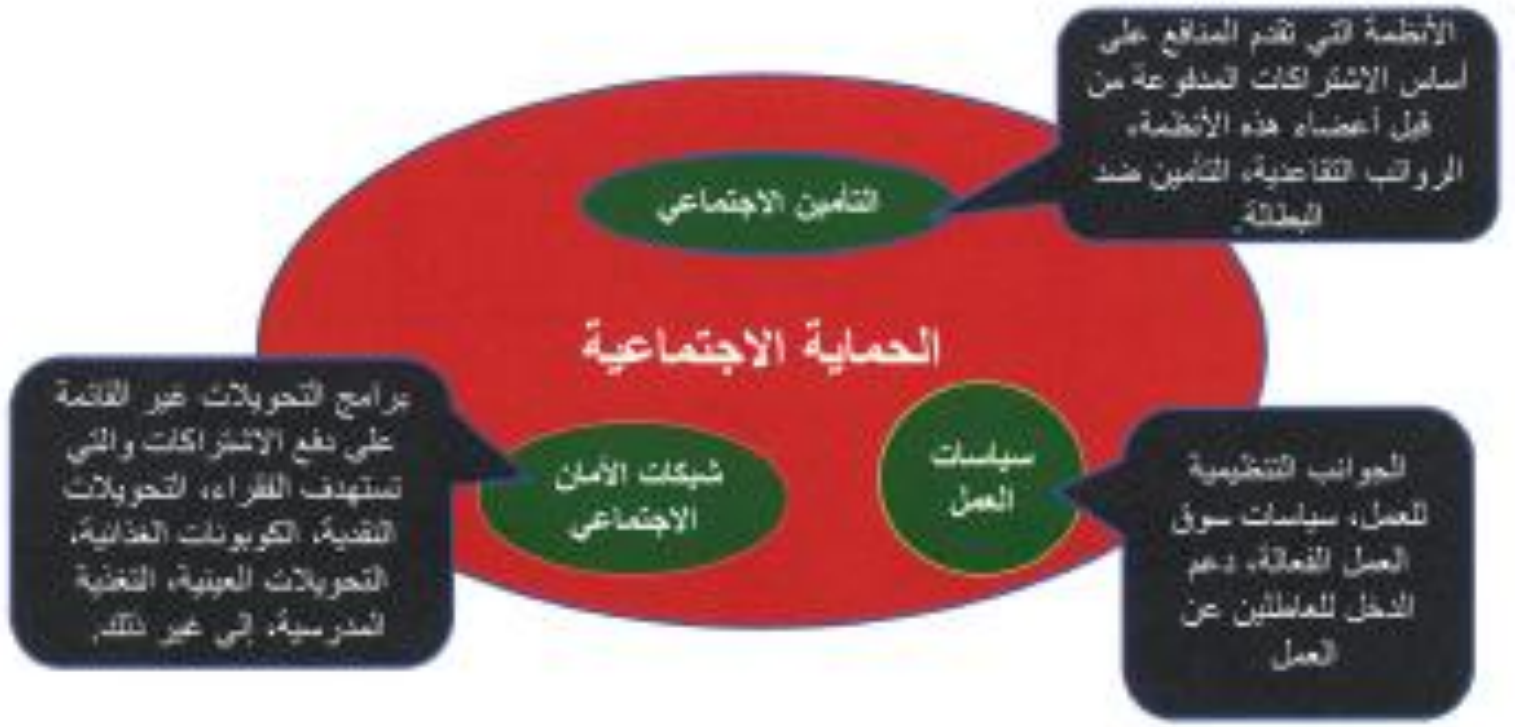 الأنظمة التي تقدم المنافع على
أساس الاشتراكات المدفوعة من
قبل أعضاء هذه الأنظمة،
الرواتب التقاعدية، التأمين ضد
البطالة.
التأمين الاجتماعي
الحماية الاجتماعية
سياسات
العمل
شبكات الأمان
الاجتماعي
الجوانب التنظيمية
للعمل، سياسات سوق
العمل الفعالة، دعم
الدخل للعاطلين عن
العمل
برامج التحويلات غير القائمة
على دفع الاشتراكات والتي
تستهدف الفقراء، التحويلات
النقدية، الكوبونات الغذائية،
التحويلات العينية، التغذية
المدرسية، إلى غير ذلك.